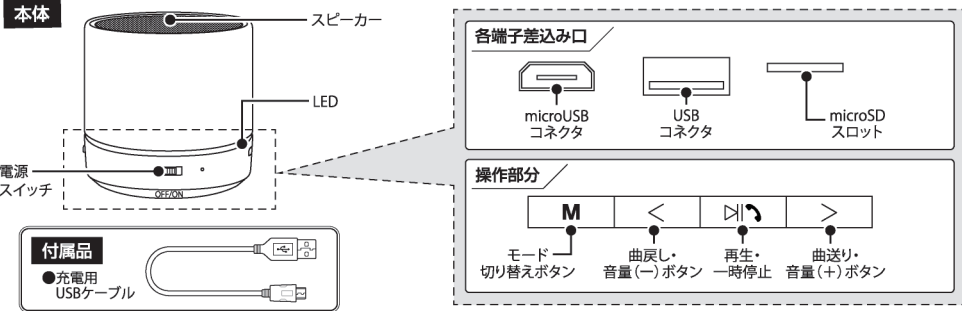 本体
スピーカー
LED
電源
スイッチ
OFF/ON
付属品
●充電用
USBケーブル
各端子差込み口
microUSB
コネクタ
USB
コネクタ
microSD
スロット
操作部分
M
モード
切り替えボタン
曲戻し・
音量(ー)ボタン
再生・
一時停止
曲送り・
音量(+)ボタン